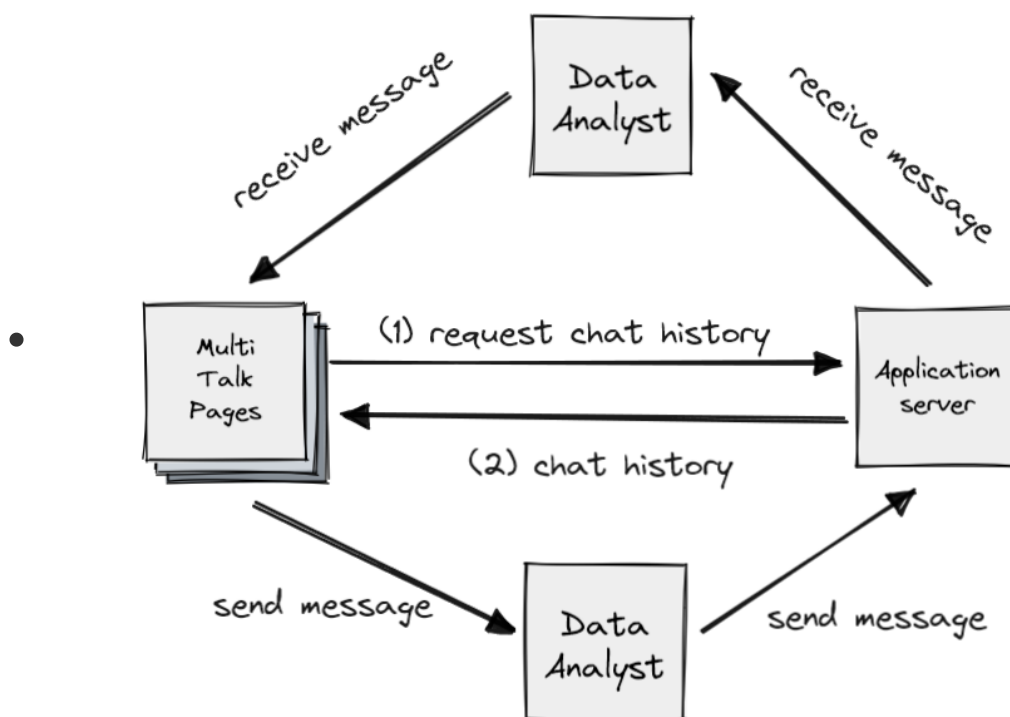 Data
Analyst
receive message
receive message
(1) request chat history
Multi
Talk
Pages
Application
server
(2) chat history
send message
send message
Data
Analyst